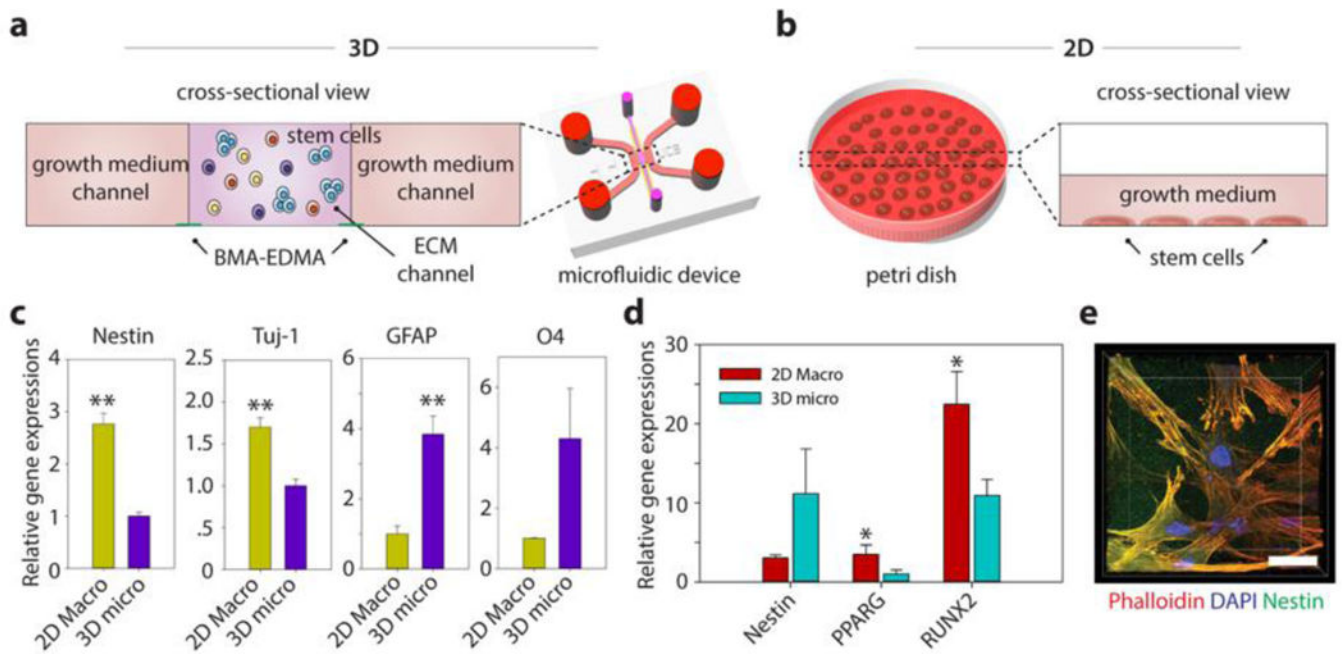 a
3D
cross-sectional view
stem cells
growth medium
channel
growth medium
channel
BMA-EDMA
ECM
channel
microfluidic device
b
2D
cross-sectional view
growth medium
petri dish
stem cells
c
Relative gene expressions
Nestin
4
3
2
1
0
**
2D Macro
3D micro
Tuj-1
2.5
2.0
1.5
1.0
.5
0
**
2D Macro
3D micro
GFAP
6
4
2
0
**
2D Macro
3D micro
O4
6
4
2
0
2D Macro
3D micro
d
Relative gene expressions
30
20
10
0
2D Macro
3D micro
*
*
Nestin
PPARG
RUNX2
e
Phalloidin DAPI Nestin